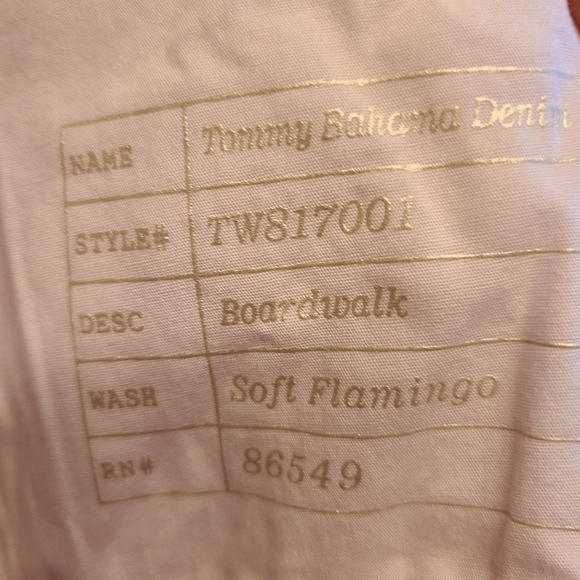 NAME Tommy Bahama Denim
STYLE# TW817001
DESC Boardwalk
WASH Soft Flamingo
RN# 86549